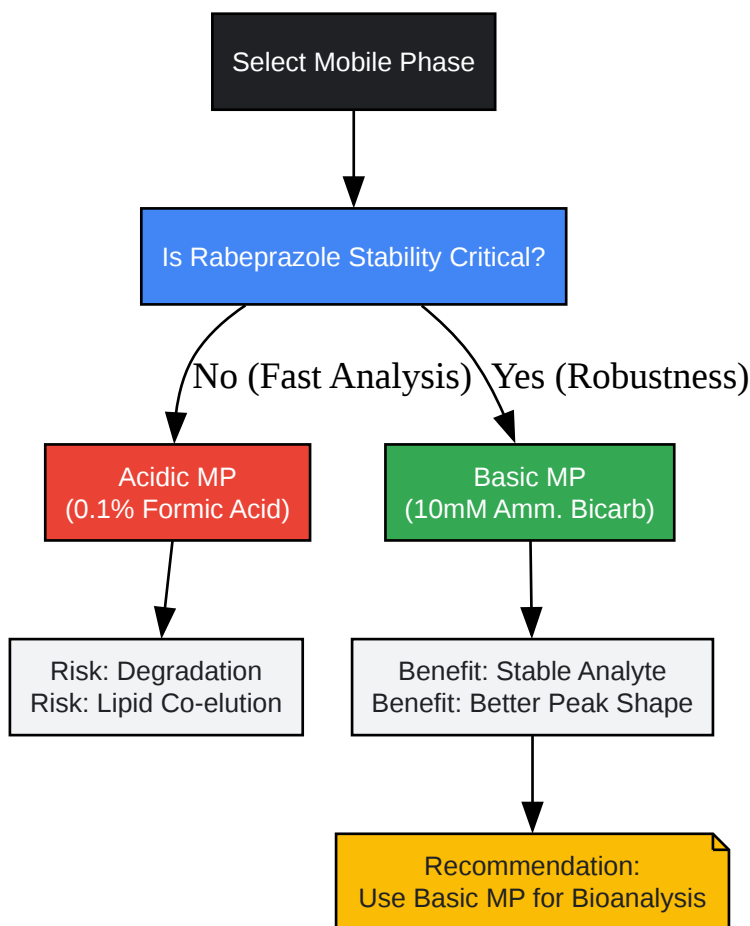 Select Mobile Phase
Is Rabeprazole Stability Critical?
No (Fast Analysis)
Yes (Robustness)
Acidic MP
(0.1% Formic Acid)
Basic MP
(10mM Amm. Bicarb)
Risk: Degradation
Risk: Lipid Co-elution
Benefit: Stable Analyte
Benefit: Better Peak Shape
Recommendation:
Use Basic MP for Bioanalysis